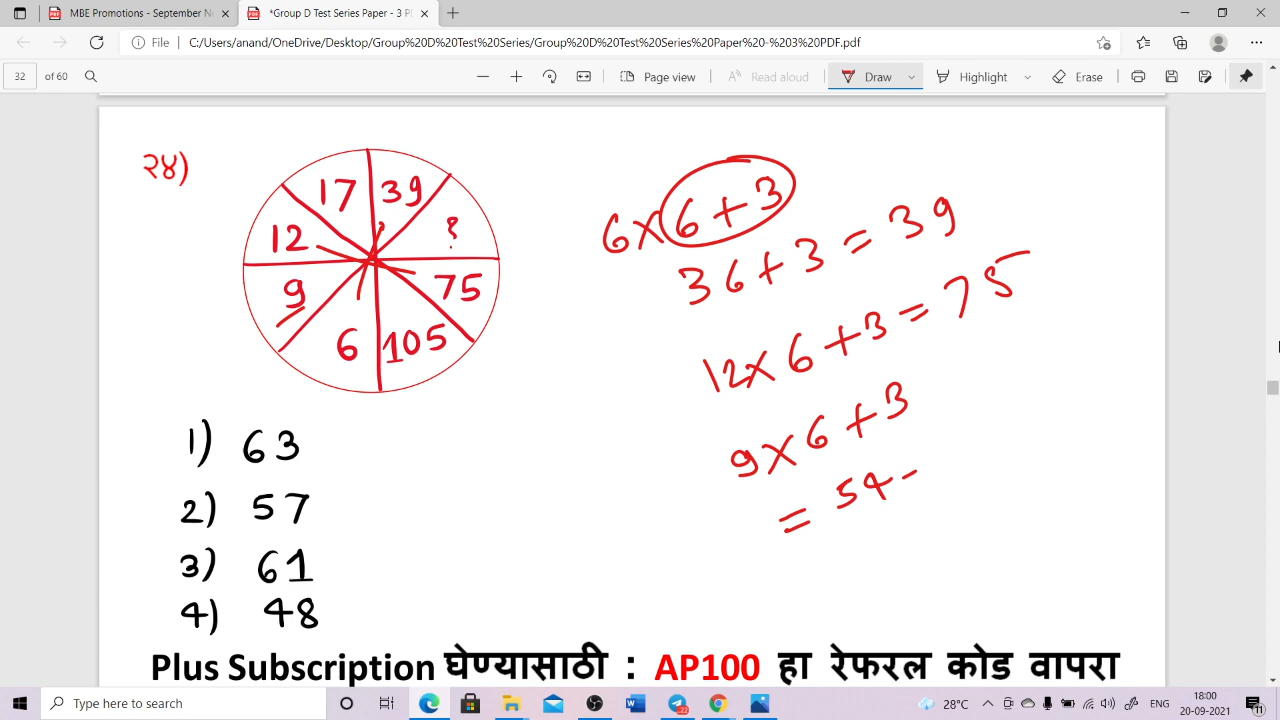 MBE Promotions - September N
*Group D Test Series Paper - 3 PD
File C:/Users/anand/OneDrive/Desktop/Group%20D%20Test%20Series/Group%20D%20Test%20Series%20Paper%20-%203%20PDF.pdf
32 of 60 Page view Read aloud Draw Highlight Erase
२४)
17 39
12 ?
9 75
6 105
6×6+3
36+3=39
12×6+3=75
9×6+3
=54-
1) 63
2) 57
3) 61
4) 48
Plus Subscription घेण्यासाठी : AP100 हा रेफरल कोड वापरा
Type here to search
28°C ENG 18:00 20-09-2021 11